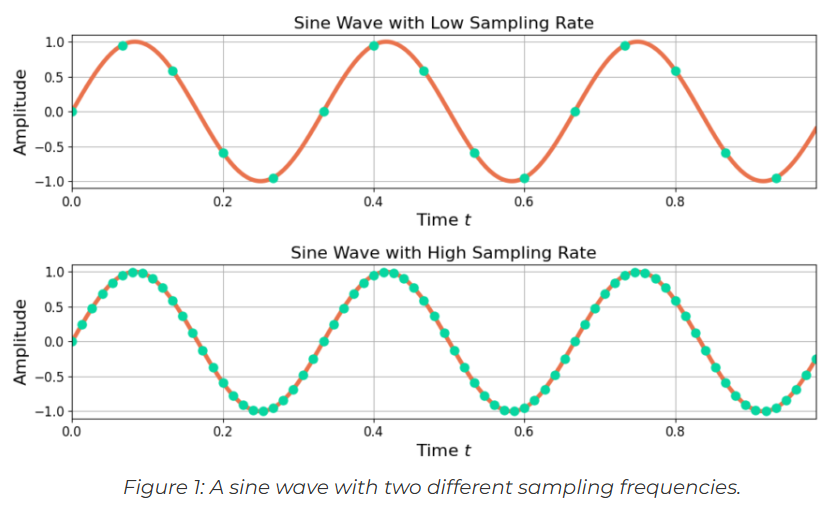 Sine Wave with Low Sampling Rate
1.0
0.5
0.0
−0.5
−1.0
Amplitude
0.0 0.2 0.4 0.6 0.8
Time t
Sine Wave with High Sampling Rate
1.0
0.5
0.0
−0.5
−1.0
Amplitude
0.0 0.2 0.4 0.6 0.8
Time t
Figure 1: A sine wave with two different sampling frequencies.